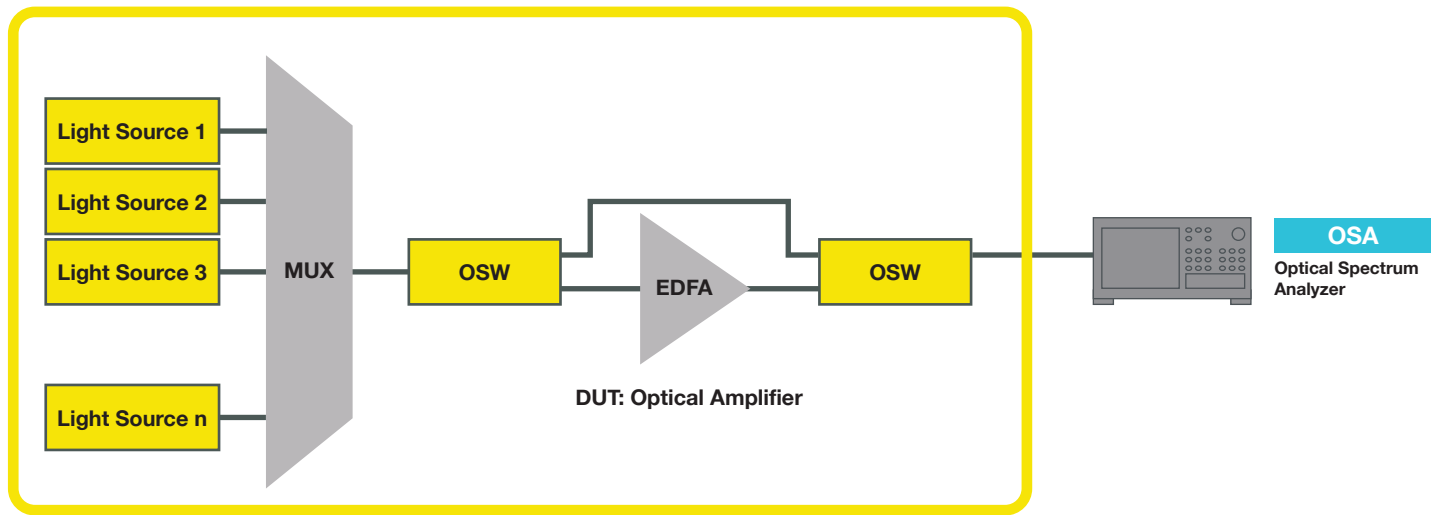 Light Source 1
Light Source 2
Light Source 3
Light Source n
MUX
OSW
EDFA
OSW
DUT: Optical Amplifier
OSA
Optical Spectrum
Analyzer